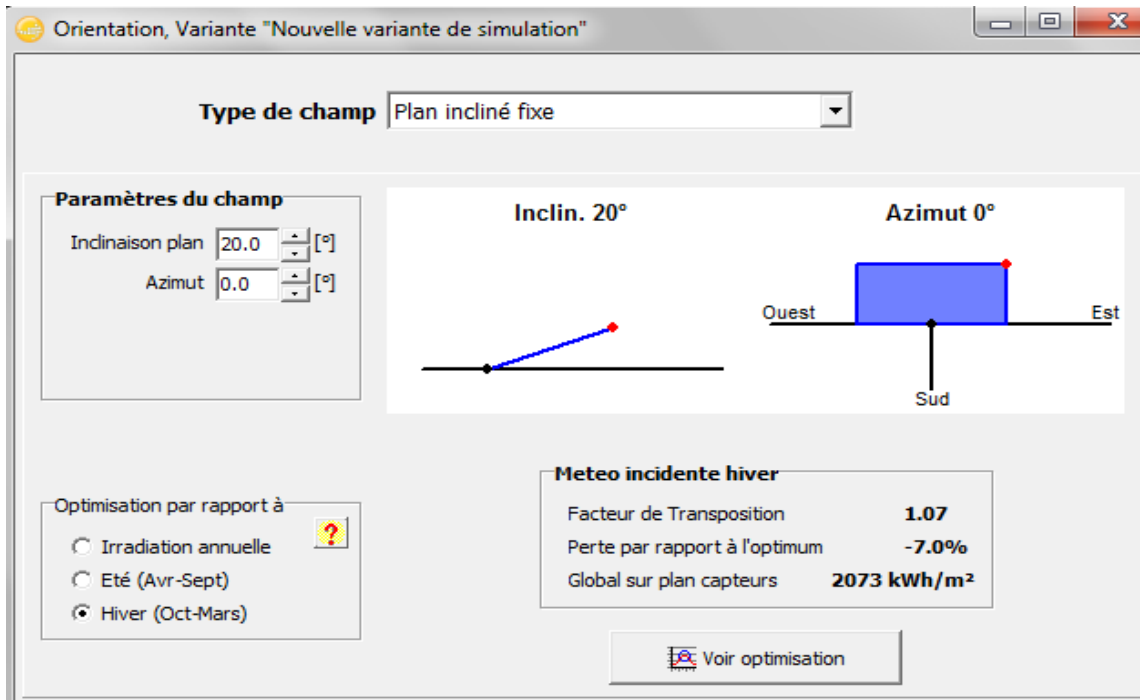 Orientation, Variante "Nouvelle variante de simulation"
Type de champ Plan incliné fixe
Paramètres du champ
Inclinaison plan 20.0 [°]
Azimut 0.0 [°]
Inclin. 20°
Azimut 0°
Ouest Est
Sud
Optimisation par rapport à
?
Irradiation annuelle
Eté (Avr-Sept)
Hiver (Oct-Mars)
Meteo incidente hiver
Facteur de Transposition 1.07
Perte par rapport à l'optimum -7.0%
Global sur plan capteurs 2073 kWh/m²
Voir optimisation